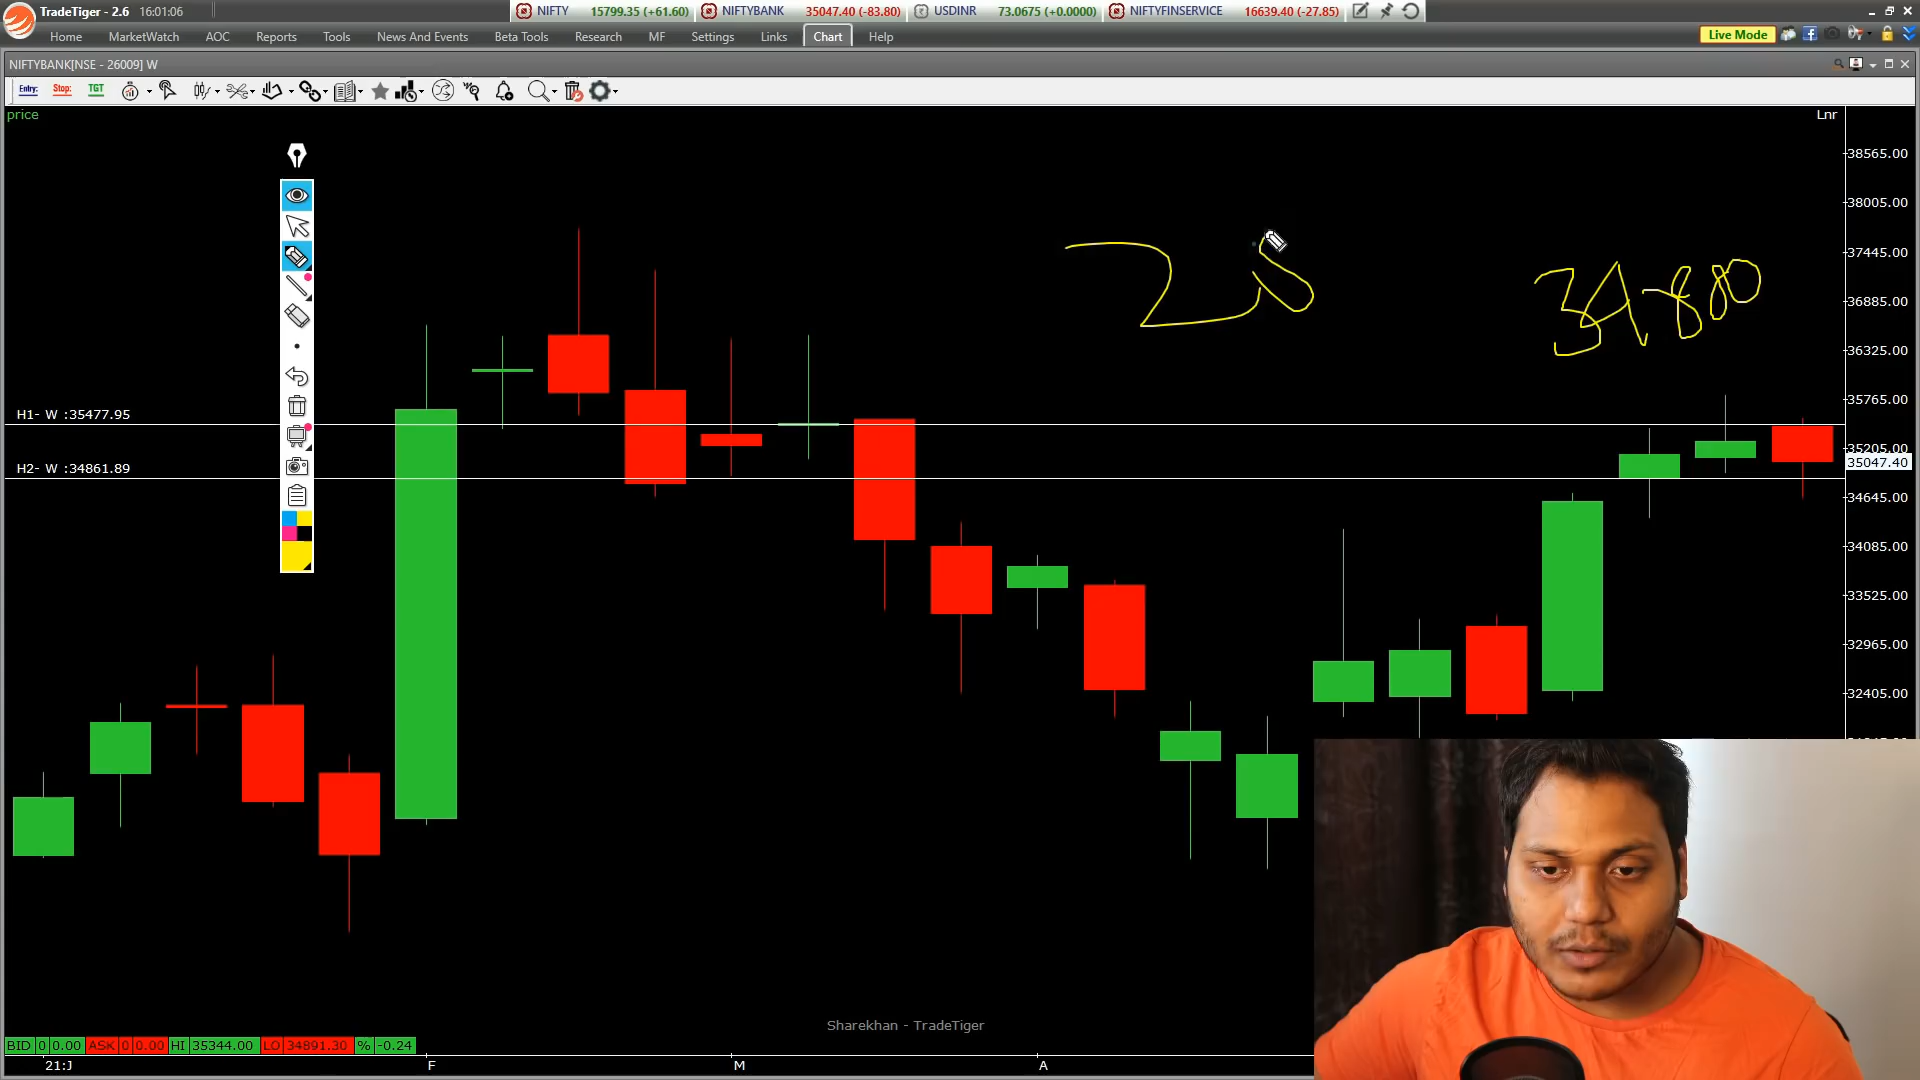 TradeTiger - 2.6 16:01:06 NIFTY 15799.35 (+61.60) NIFTYBANK 35047.40 (-83.80) USDINR 73.0675 (+0.0000) NIFTYFINSERVICE 16639.40 (-27.85)
Home MarketWatch AOC Reports Tools News And Events Beta Tools Research MF Settings Links Chart Help Live Mode
NIFTYBANK[NSE - 26009] W
Entry: Stop: TGT
price Lnr
38565.00
38005.00
37445.00
28
34800
36885.00
36325.00
35765.00
H1- W :35477.95
35205.00
35047.40
H2- W :34861.89
34645.00
34085.00
33525.00
32965.00
32405.00
Sharekhan - TradeTiger
BID 0 0.00 ASK 0 0.00 HI 35344.00 LO 34891.30 % -0.24
21:J F M A